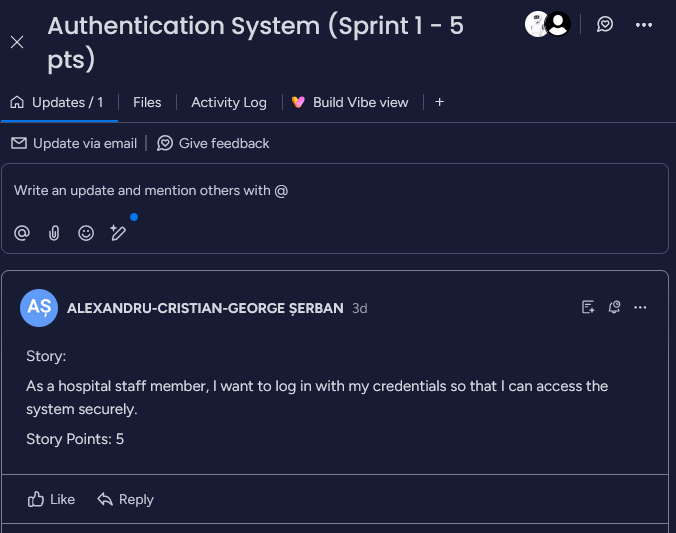 Authentication System (Sprint 1 - 5
pts)
Updates / 1
Files
Activity Log
Build Vibe view
+
Update via email
Give feedback
Write an update and mention others with @
AȘ
ALEXANDRU-CRISTIAN-GEORGE ȘERBAN 3d
Story:
As a hospital staff member, I want to log in with my credentials so that I can access the
system securely.
Story Points: 5
Like
Reply